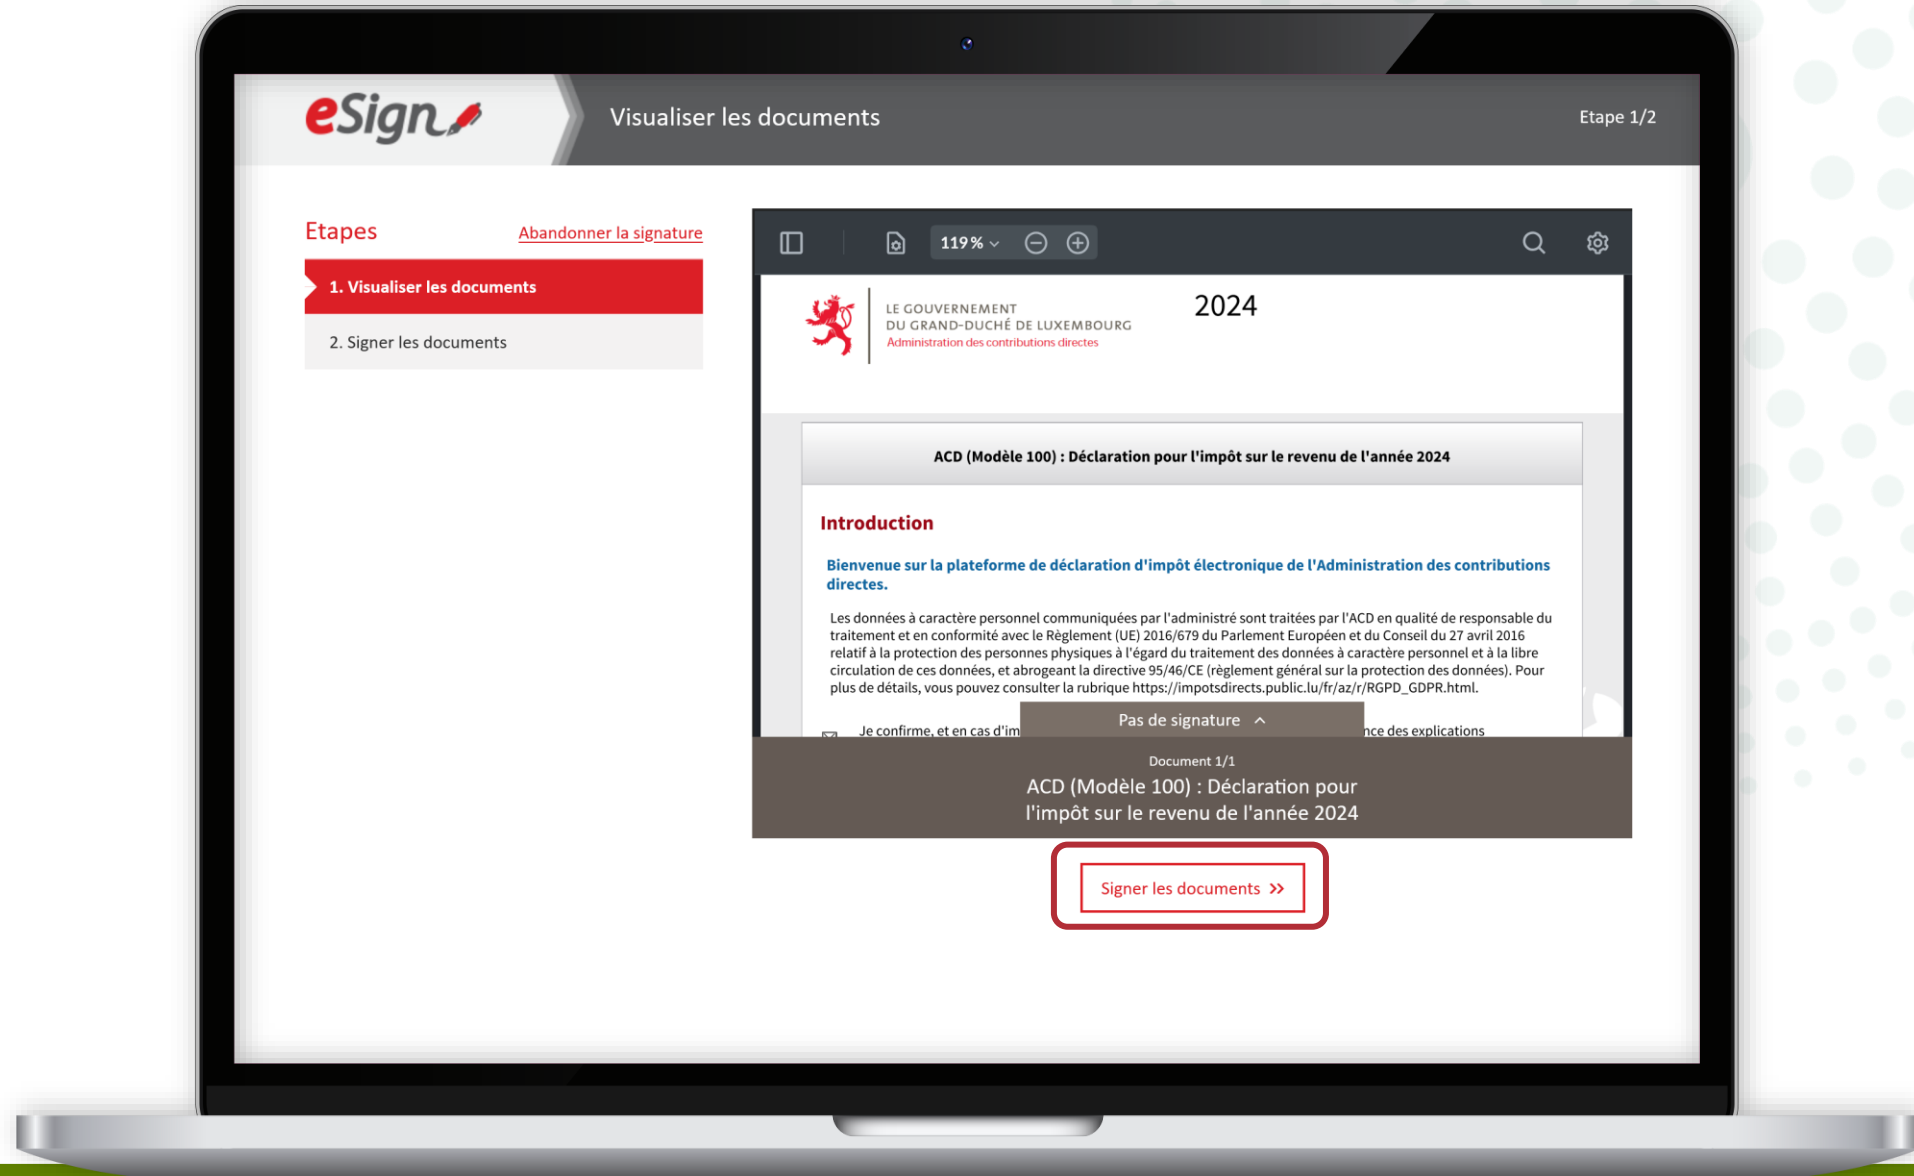 eSign
Visualiser les documents
Etape 1/2
Etapes
Abandonner la signature
1. Visualiser les documents
2. Signer les documents
119%
LE GOUVERNEMENT
DU GRAND-DUCHÉ DE LUXEMBOURG
Administration des contributions directes
2024
ACD (Modèle 100) : Déclaration pour l'impôt sur le revenu de l'année 2024
Introduction
Bienvenue sur la plateforme de déclaration d'impôt électronique de l'Administration des contributions
directes.
Les données à caractère personnel communiquées par l'administré sont traitées par l'ACD en qualité de responsable du
traitement et en conformité avec le Règlement (UE) 2016/679 du Parlement Européen et du Conseil du 27 avril 2016
relatif à la protection des personnes physiques à l'égard du traitement des données à caractère personnel et à la libre
circulation de ces données, et abrogeant la directive 95/46/CE (règlement général sur la protection des données). Pour
plus de détails, vous pouvez consulter la rubrique https://impotsdirects.public.lu/fr/az/r/RGPD_GDPR.html.
Je confirme, et en cas d'im
des explications
Pas de signature
Document 1/1
ACD (Modèle 100) : Déclaration pour
l'impôt sur le revenu de l'année 2024
Signer les documents »